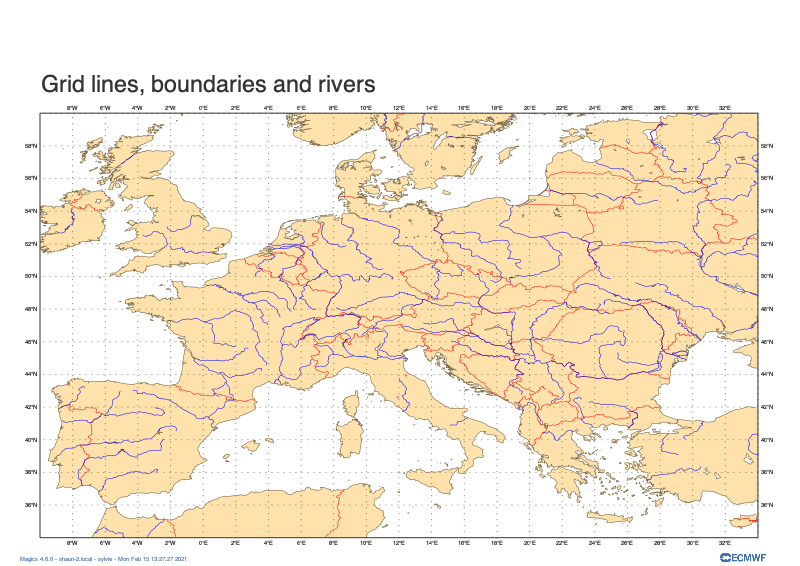 Grid lines, boundaries and rivers
8°W 6°W 4°W 2°W 0°E 2°E 4°E 6°E 8°E 10°E 12°E 14°E 16°E 18°E 20°E 22°E 24°E 26°E 28°E 30°E 32°E
58°N 58°N
56°N 56°N
54°N 54°N
52°N 52°N
50°N 50°N
48°N 48°N
46°N 46°N
44°N 44°N
42°N 42°N
40°N 40°N
38°N 38°N
36°N 36°N
8°W 6°W 4°W 2°W 0°E 2°E 4°E 6°E 8°E 10°E 12°E 14°E 16°E 18°E 20°E 22°E 24°E 26°E 28°E 30°E 32°E
Magics 4.6.0 - shaun-2.local - sylvie - Mon Feb 15 13:27:27 2021
ECMWF